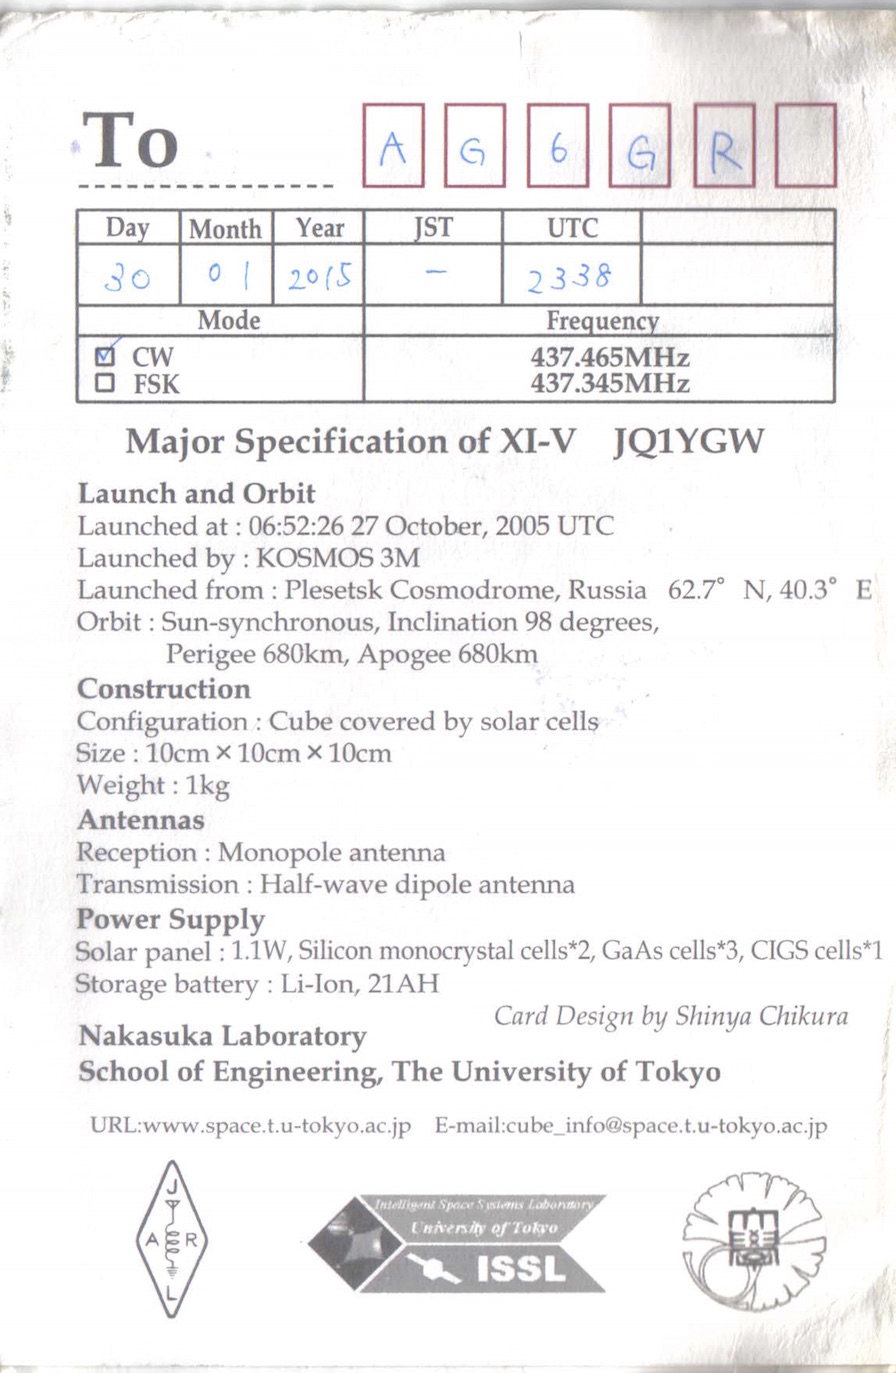 To A G 6 G R
Day Month Year JST UTC
30 01 2015 - 2338
Mode Frequency
☑ CW 437.465MHz
☐ FSK 437.345MHz
Major Specification of XI-V JQ1YGW
Launch and Orbit
Launched at : 06:52:26 27 October, 2005 UTC
Launched by : KOSMOS 3M
Launched from : Plesetsk Cosmodrome, Russia 62.7° N, 40.3° E
Orbit : Sun-synchronous, Inclination 98 degrees,
Perigee 680km, Apogee 680km
Construction
Configuration : Cube covered by solar cells
Size : 10cm×10cm×10cm
Weight : 1kg
Antennas
Reception : Monopole antenna
Transmission : Half-wave dipole antenna
Power Supply
Solar panel : 1.1W, Silicon monocrystal cells*2, GaAs cells*3, CIGS cells*1
Storage battery : Li-Ion, 21AH
Card Design by Shinya Chikura
Nakasuka Laboratory
School of Engineering, The University of Tokyo
URL:www.space.t.u-tokyo.ac.jp E-mail:cube_info@space.t.u-tokyo.ac.jp
J
A R
L
Intelligent Space Systems Laboratory
University of Tokyo
ISSL